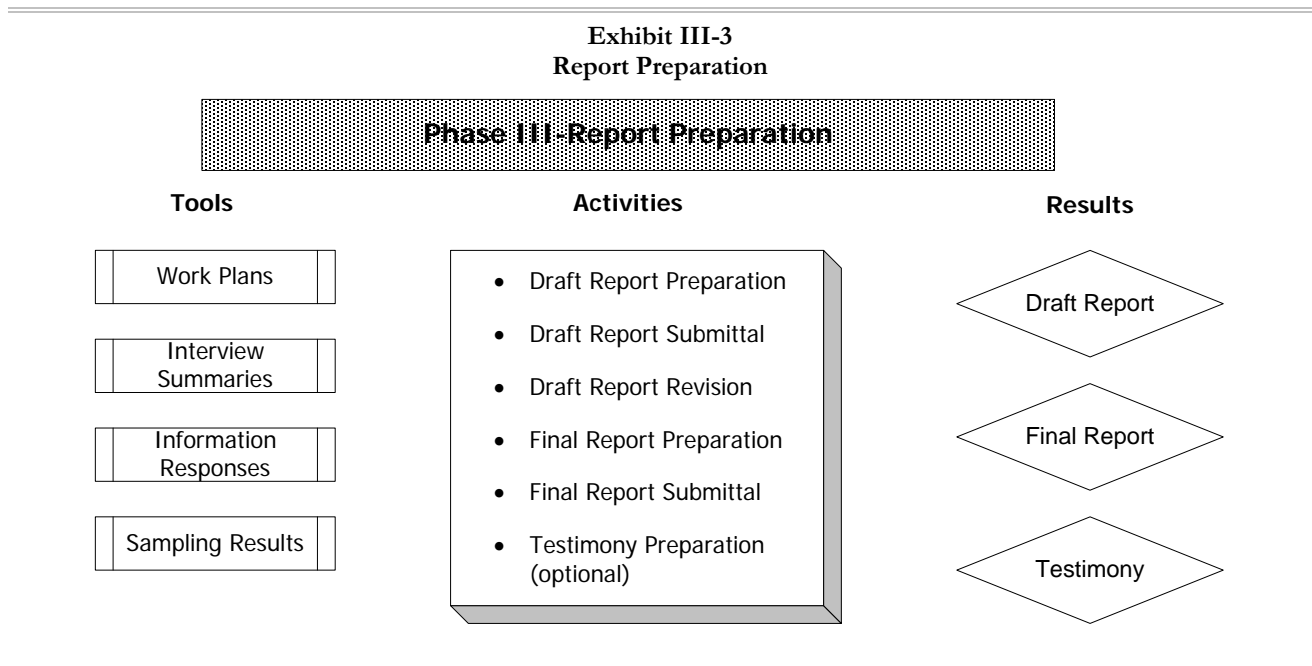 Exhibit III-3
Report Preparation
Phase III-Report Preparation
Tools
Work Plans
Interview
Summaries
Information
Responses
Sampling Results
Activities
• Draft Report Preparation
• Draft Report Submittal
• Draft Report Revision
• Final Report Preparation
• Final Report Submittal
• Testimony Preparation
(optional)
Results
Draft Report
Final Report
Testimony